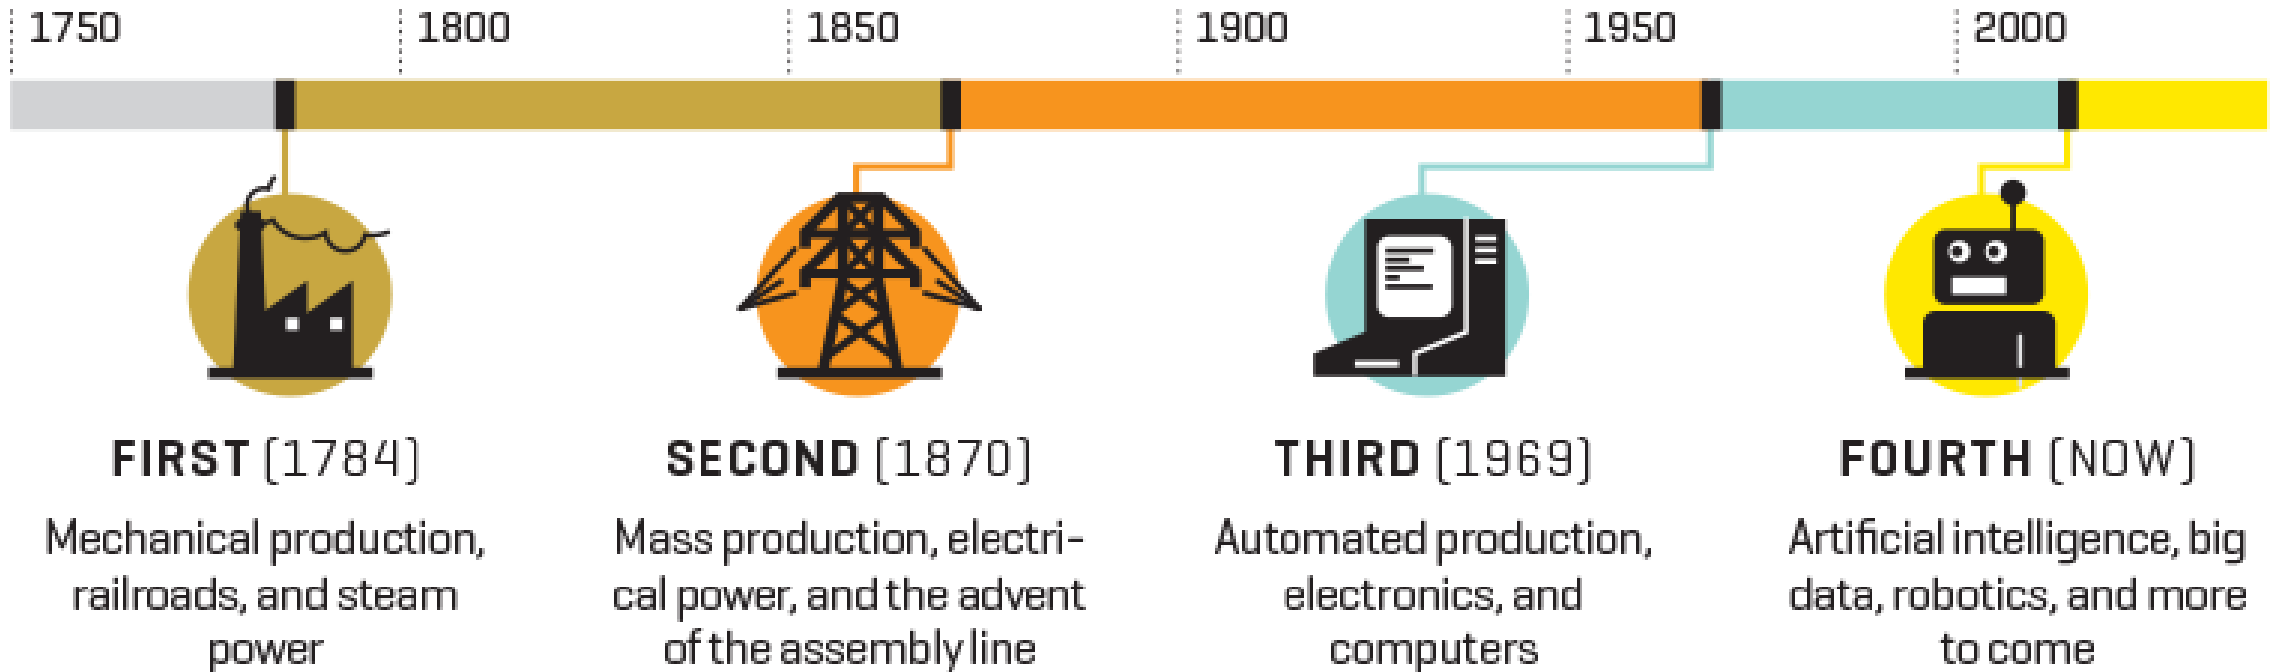 1750 1800 1850 1900 1950 2000
FIRST (1784)
Mechanical production,
railroads, and steam
power
SECOND (1870)
Mass production, electri-
cal power, and the advent
of the assembly line
THIRD (1969)
Automated production,
electronics, and
computers
FOURTH (NOW)
Artificial intelligence, big
data, robotics, and more
to come